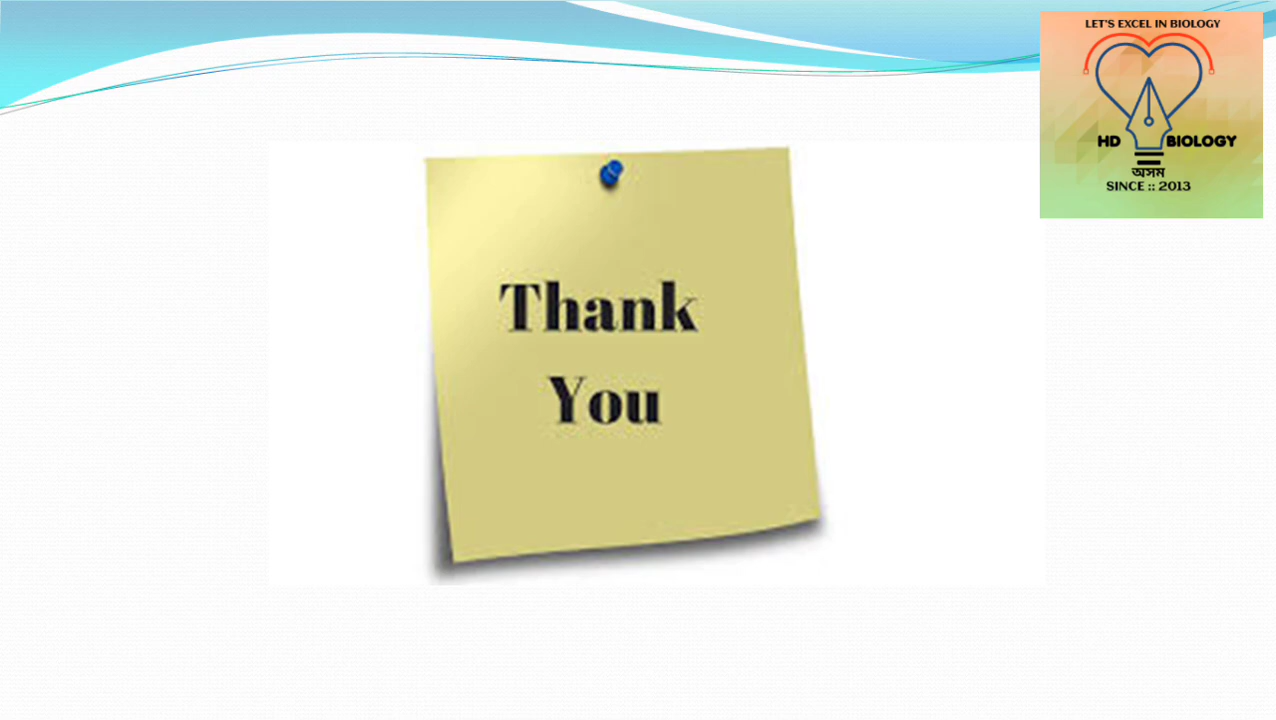 LET'S EXCEL IN BIOLOGY
HD BIOLOGY
অসম
SINCE :: 2013
Thank
You